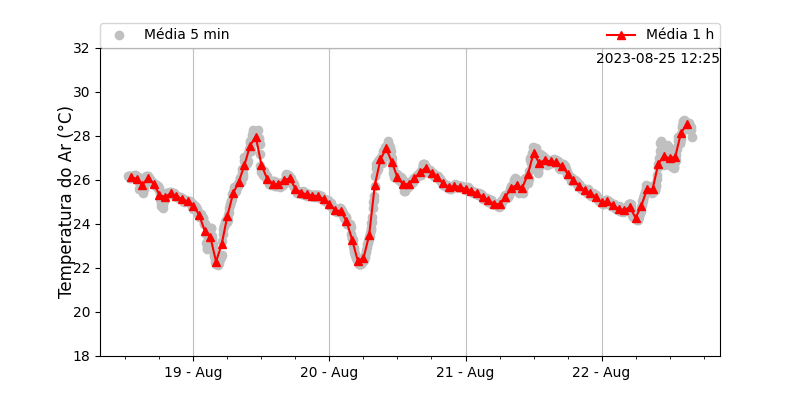 Média 5 min
Média 1 h
2023-08-25 12:25
Temperatura do Ar (°C)
32
30
28
26
24
22
20
18
19 - Aug
20 - Aug
21 - Aug
22 - Aug